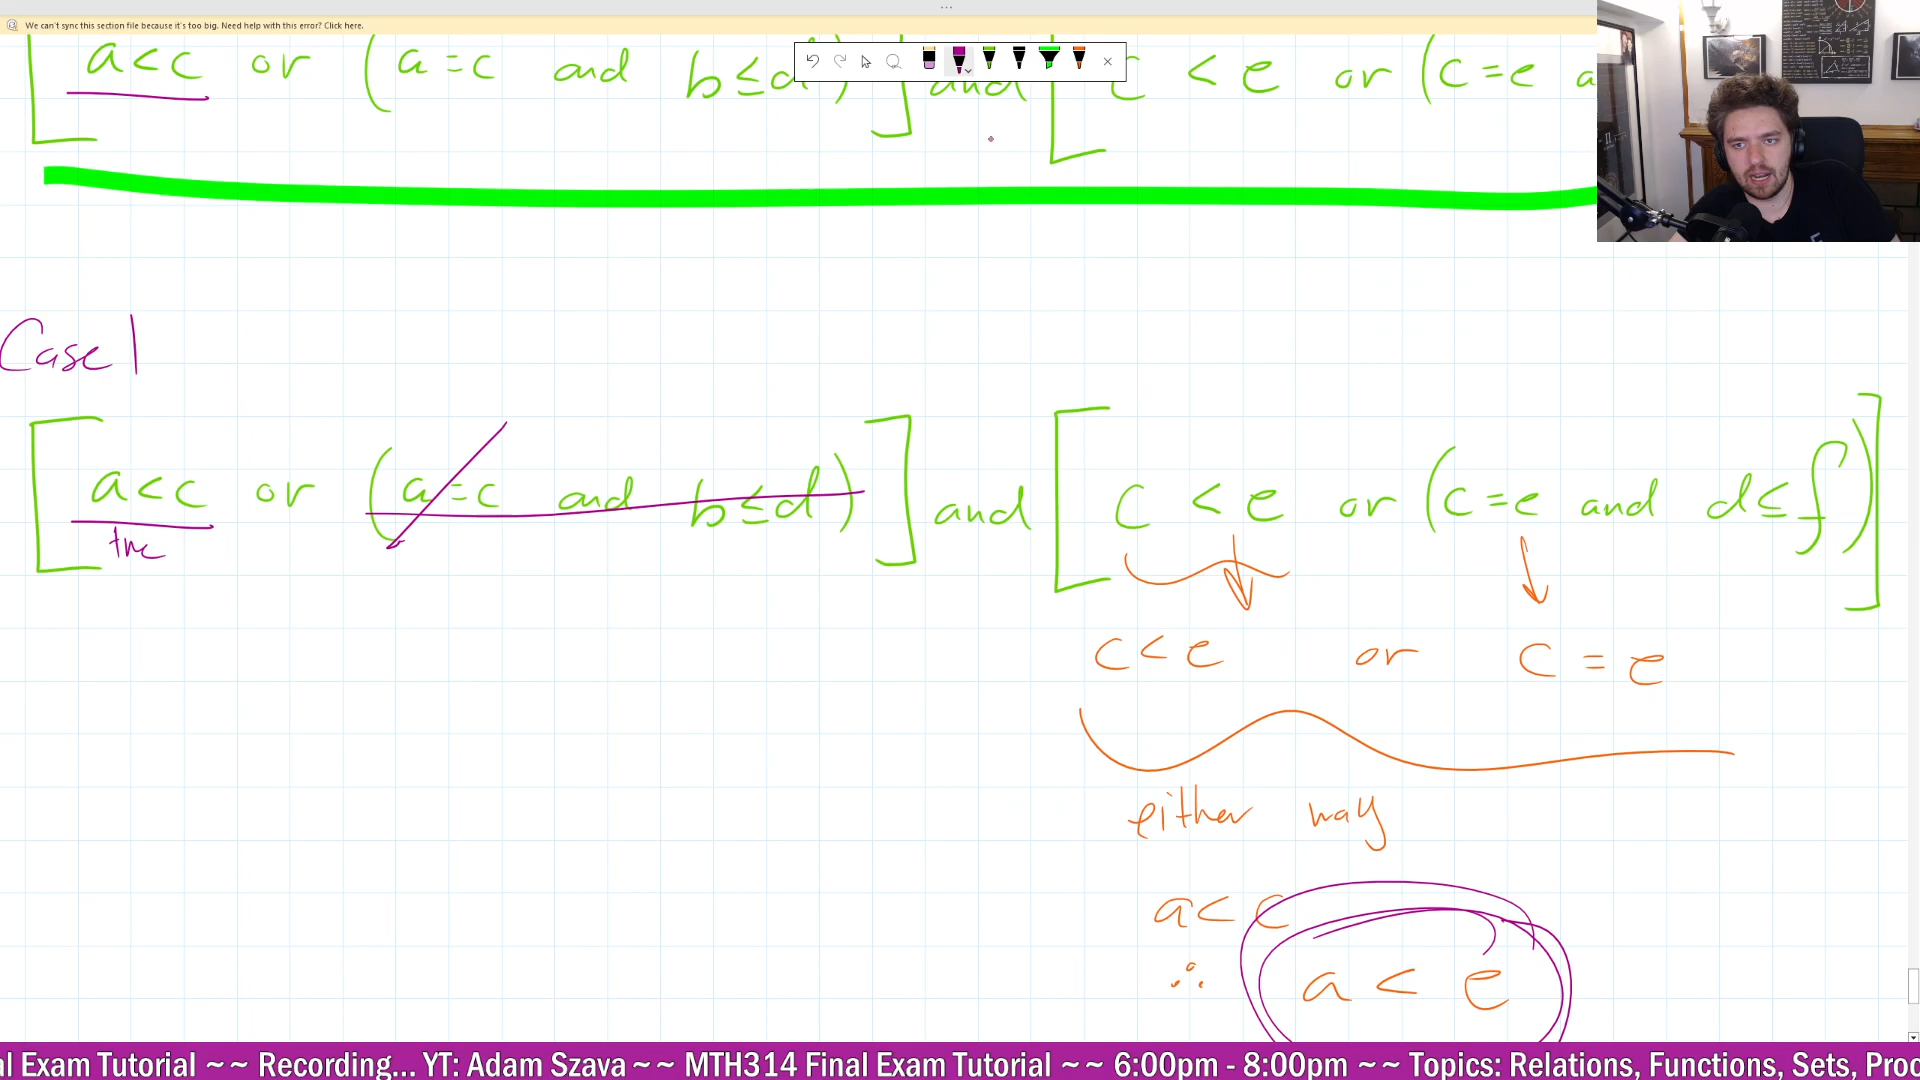 We can't sync this section file because it's too big. Need help with this error? Click here.
[ a<c or (a=c and b≤d) ] and [ c < e or (c=e a
Case 1
[ a<c or (a=c and b≤d) ] and [ c < e or (c=e and d≤f) ]
true
c<e or c=e
either way
a<c
∴ a<e
al Exam Tutorial ~~ Recording... YT: Adam Szava ~~ MTH314 Final Exam Tutorial ~~ 6:00pm - 8:00pm ~~ Topics: Relations, Functions, Sets, Proo